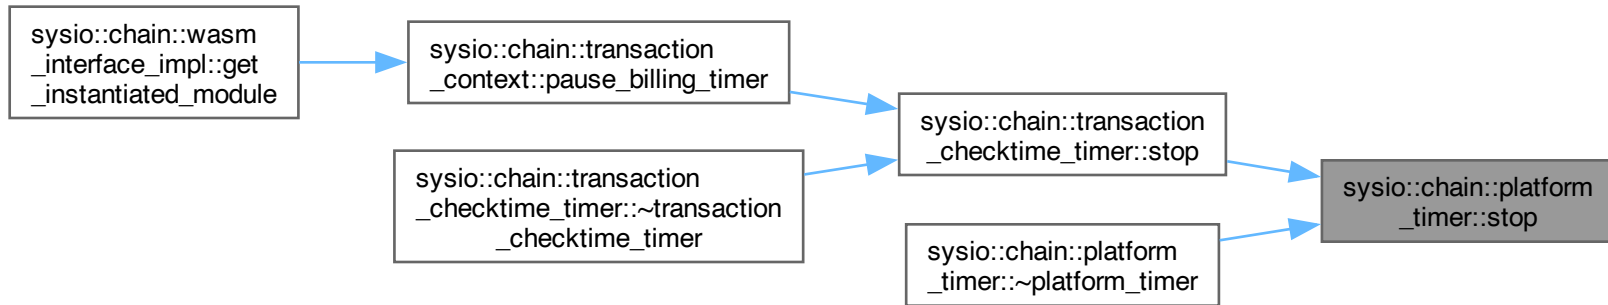 sysio::chain::wasm
_interface_impl::get
_instantiated_module
sysio::chain::transaction
_context::pause_billing_timer
sysio::chain::transaction
_checktime_timer::~transaction
_checktime_timer
sysio::chain::transaction
_checktime_timer::stop
sysio::chain::platform
_timer::~platform_timer
sysio::chain::platform
_timer::stop